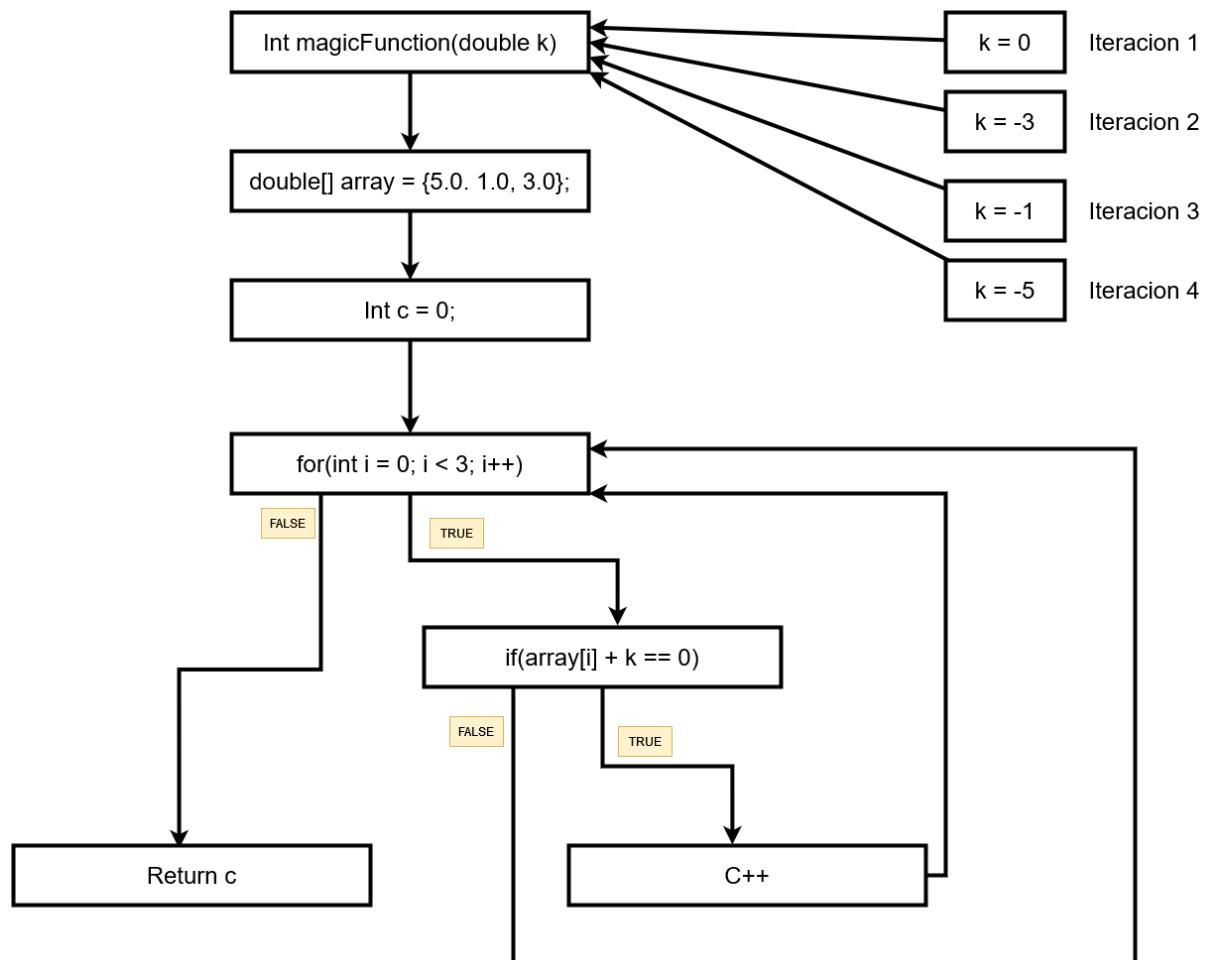 Int magicFunction(double k)
k = 0
Iteracion 1
k = -3
Iteracion 2
double[] array = {5.0. 1.0, 3.0};
k = -1
Iteracion 3
k = -5
Iteracion 4
Int c = 0;
for(int i = 0; i < 3; i++)
FALSE
TRUE
if(array[i] + k == 0)
FALSE
TRUE
Return c
C++